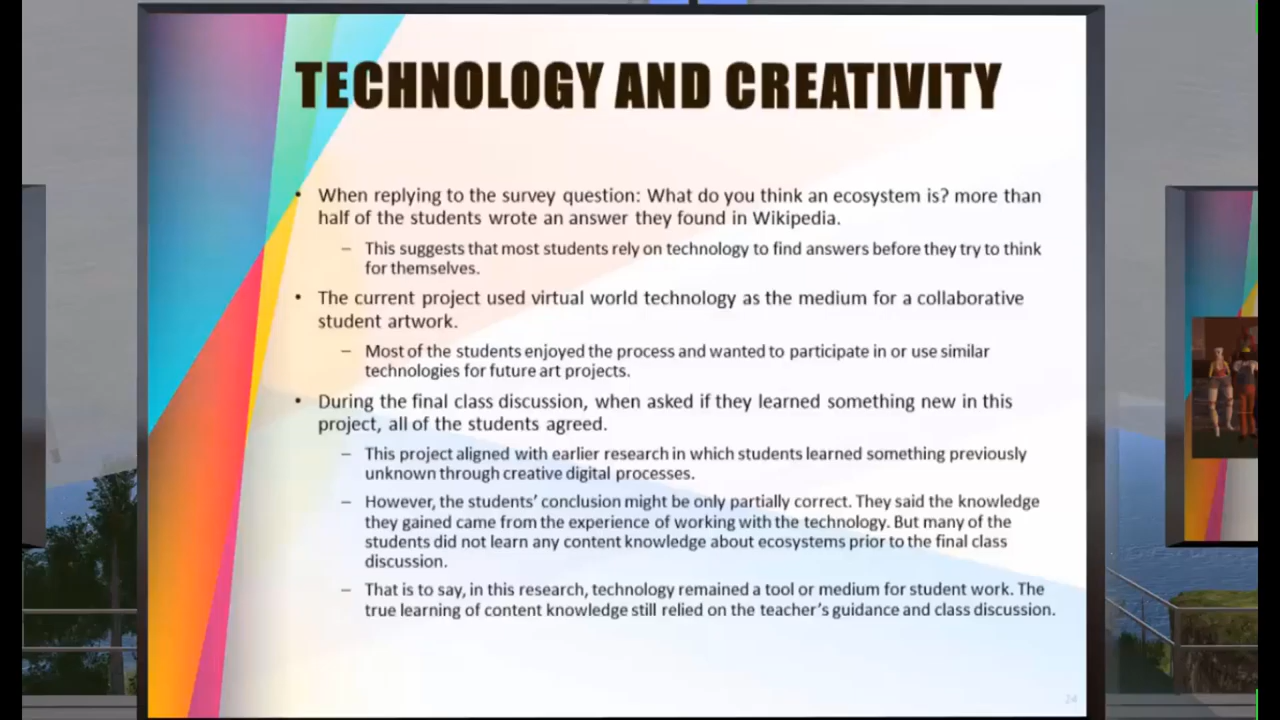 TECHNOLOGY AND CREATIVITY
• When replying to the survey question: What do you think an ecosystem is? more than
half of the students wrote an answer they found in Wikipedia.
– This suggests that most students rely on technology to find answers before they try to think
for themselves.
• The current project used virtual world technology as the medium for a collaborative
student artwork.
– Most of the students enjoyed the process and wanted to participate in or use similar
technologies for future art projects.
• During the final class discussion, when asked if they learned something new in this
project, all of the students agreed.
– This project aligned with earlier research in which students learned something previously
unknown through creative digital processes.
– However, the students’ conclusion might be only partially correct. They said the knowledge
they gained came from the experience of working with the technology. But many of the
students did not learn any content knowledge about ecosystems prior to the final class
discussion.
– That is to say, in this research, technology remained a tool or medium for student work. The
true learning of content knowledge still relied on the teacher’s guidance and class discussion.
24